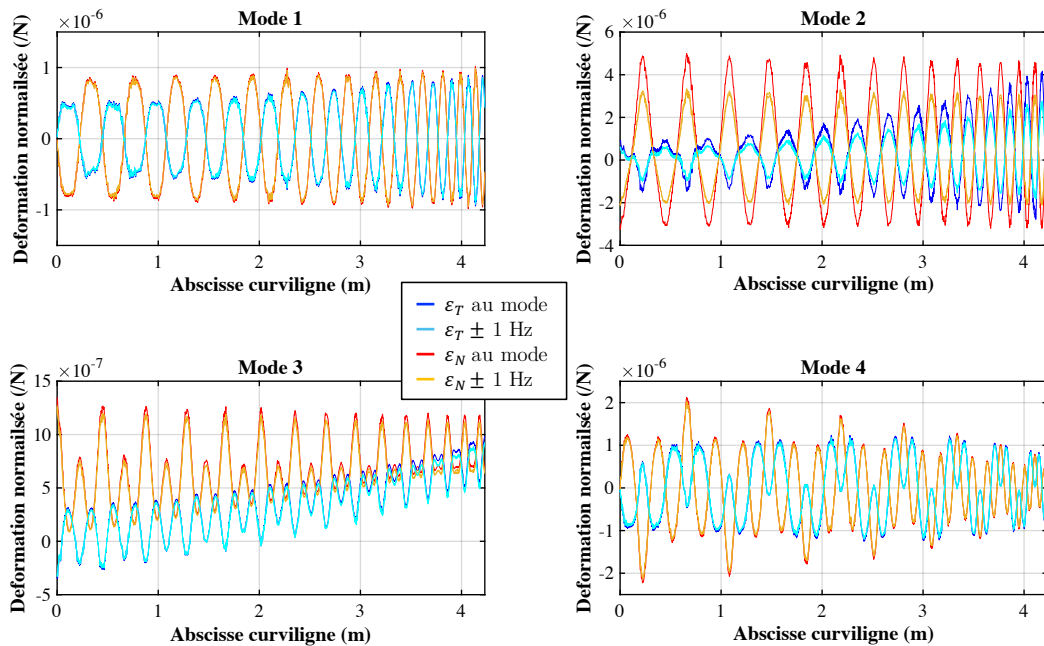 Mode 1
×10⁻⁶
Deformation normailsée (/N)
1
0
-1
0 1 2 3 4
Abscisse curviligne (m)
Mode 2
×10⁻⁶
Deformation normailsée (/N)
6
4
2
0
-2
-4
0 1 2 3 4
Abscisse curviligne (m)
ε_T au mode
ε_T ± 1 Hz
ε_N au mode
ε_N ± 1 Hz
Mode 3
×10⁻⁷
Deformation normailsée (/N)
15
10
5
0
-5
0 1 2 3 4
Abscisse curviligne (m)
Mode 4
×10⁻⁶
Deformation normailsée (/N)
2
1
0
-1
-2
0 1 2 3 4
Abscisse curviligne (m)